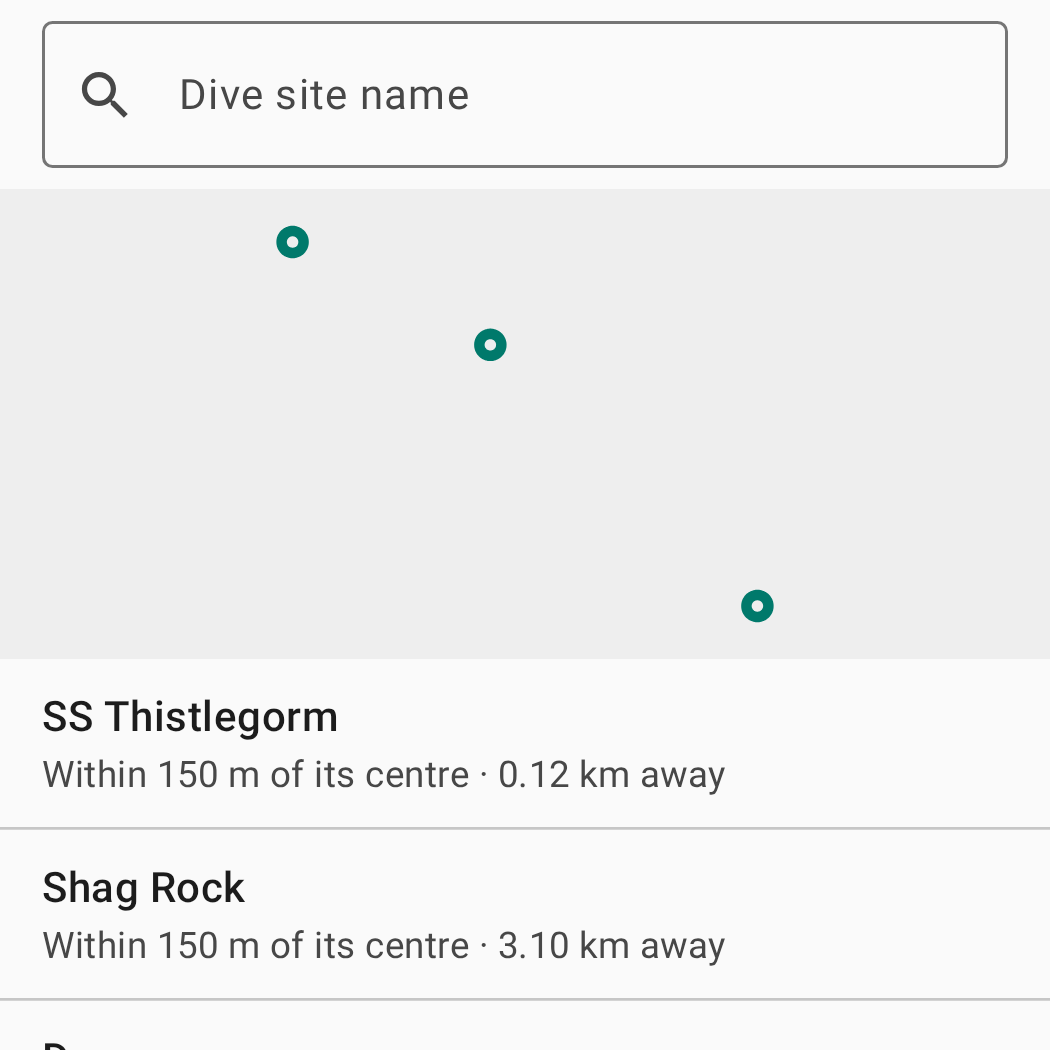 Dive site name
SS Thistlegorm
Within 150 m of its centre · 0.12 km away
Shag Rock
Within 150 m of its centre · 3.10 km away